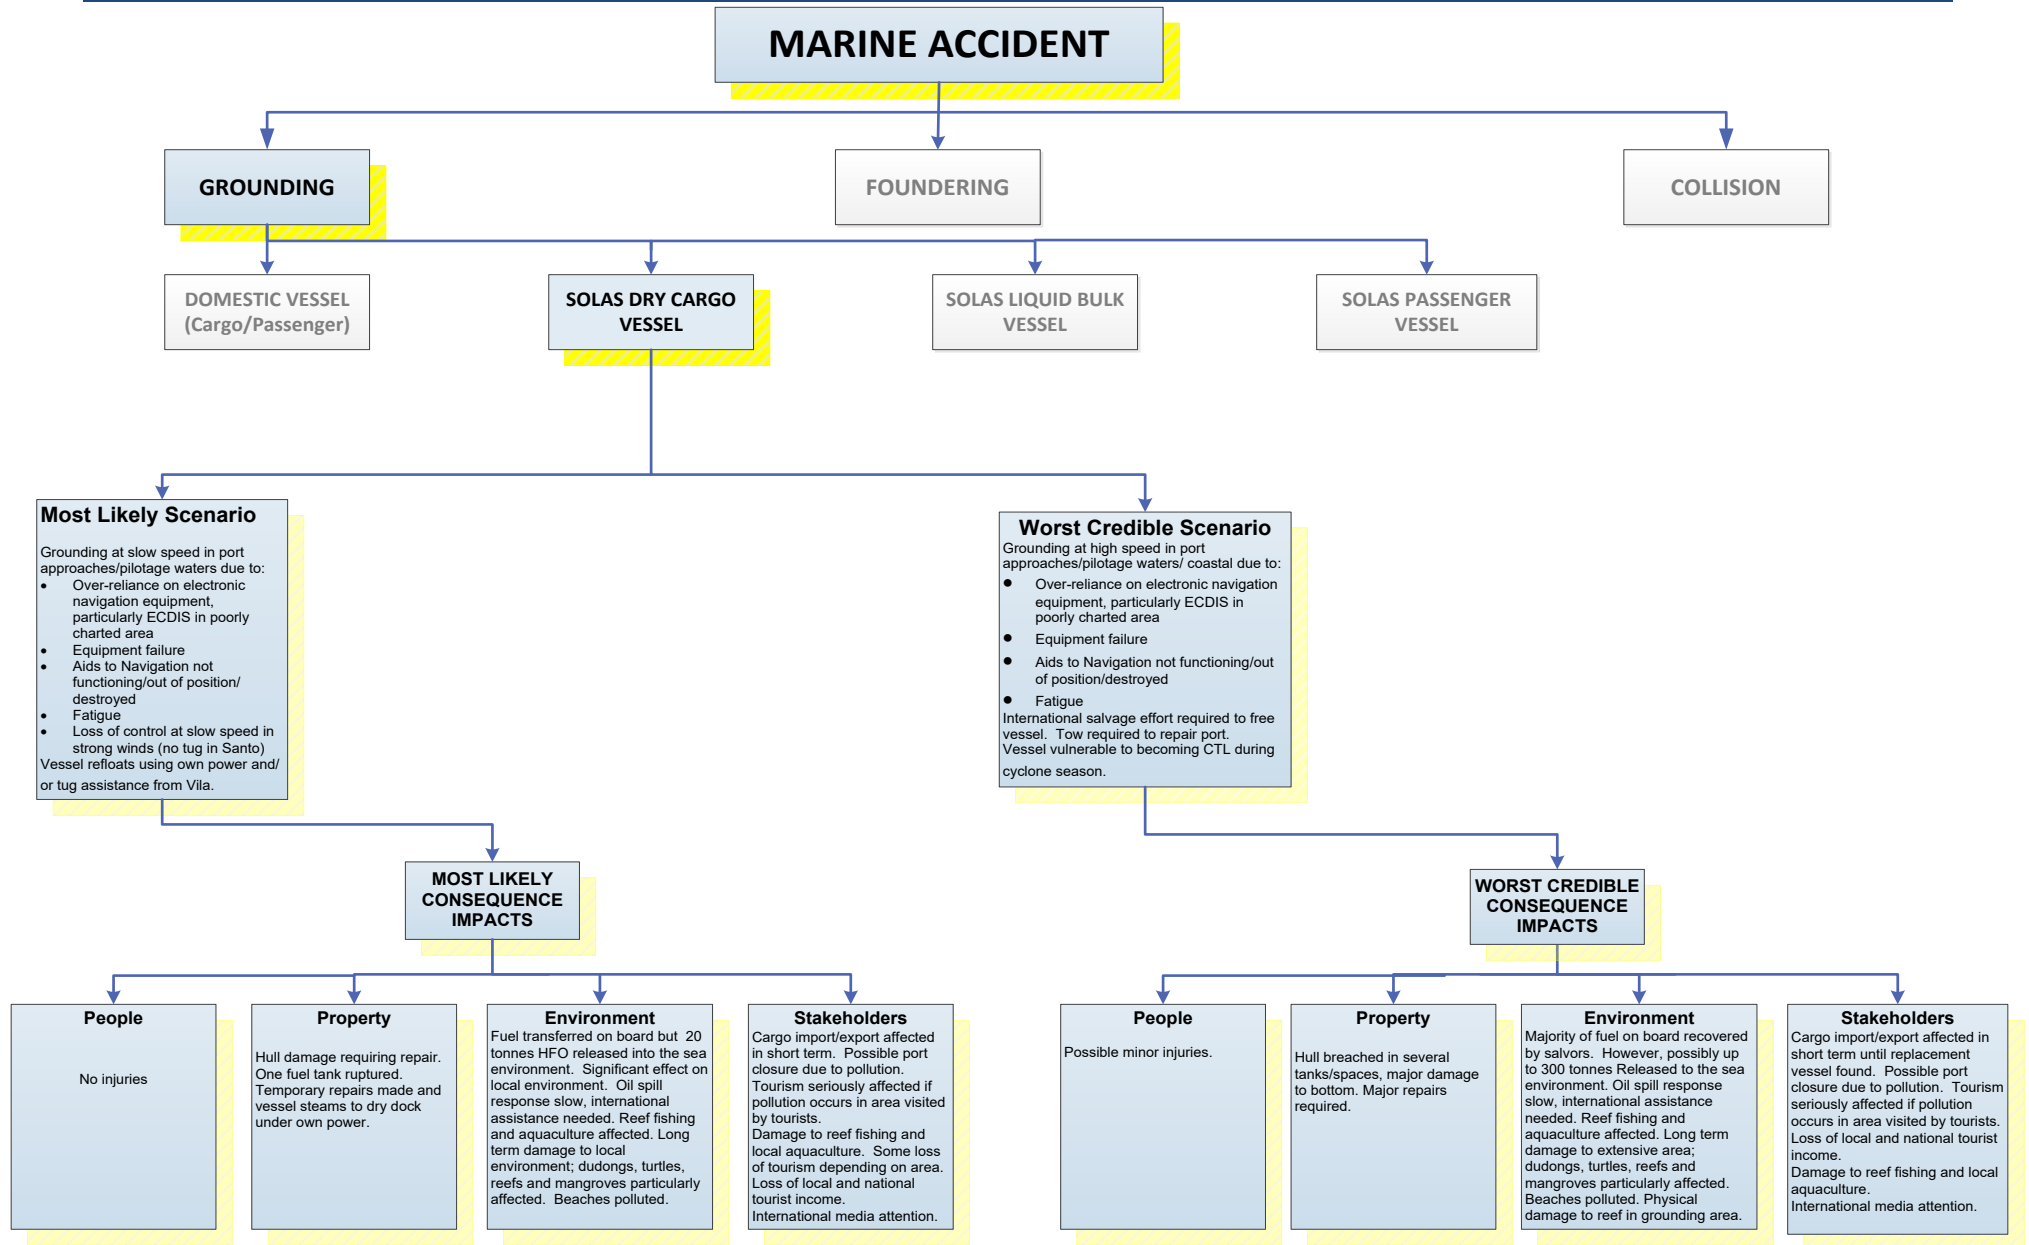 MARINE ACCIDENT
GROUNDING
FOUNDERING
COLLISION
DOMESTIC VESSEL
(Cargo/Passenger)
SOLAS DRY CARGO
VESSEL
SOLAS LIQUID BULK
VESSEL
SOLAS PASSENGER
VESSEL
Most Likely Scenario
Grounding at slow speed in port
approaches/pilotage waters due to:
• Over-reliance on electronic
navigation equipment,
particularly ECDIS in poorly
charted area
• Equipment failure
• Aids to Navigation not
functioning/out of position/
destroyed
• Fatigue
• Loss of control at slow speed in
strong winds (no tug in Santo)
Vessel refloats using own power and/
or tug assistance from Vila.
Worst Credible Scenario
Grounding at high speed in port
approaches/pilotage waters/ coastal due to:
• Over-reliance on electronic navigation
equipment, particularly ECDIS in
poorly charted area
• Equipment failure
• Aids to Navigation not functioning/out
of position/destroyed
• Fatigue
International salvage effort required to free
vessel.  Tow required to repair port.
Vessel vulnerable to becoming CTL during
cyclone season.
MOST LIKELY
CONSEQUENCE
IMPACTS
WORST CREDIBLE
CONSEQUENCE
IMPACTS
People
No injuries
Property
Hull damage requiring repair.
One fuel tank ruptured.
Temporary repairs made and
vessel steams to dry dock
under own power.
Environment
Fuel transferred on board but  20
tonnes HFO released into the sea
environment.  Significant effect on
local environment.  Oil spill
response slow, international
assistance needed. Reef fishing
and aquaculture affected. Long
term damage to local
environment; dudongs, turtles,
reefs and mangroves particularly
affected.  Beaches polluted.
Stakeholders
Cargo import/export affected
in short term.  Possible port
closure due to pollution.
Tourism seriously affected if
pollution occurs in area visited
by tourists.
Damage to reef fishing and
local aquaculture.  Some loss
of tourism depending on area.
Loss of local and national
tourist income.
International media attention.
People
Possible minor injuries.
Property
Hull breached in several
tanks/spaces, major damage
to bottom. Major repairs
required.
Environment
Majority of fuel on board recovered
by salvors.  However, possibly up
to 300 tonnes Released to the sea
environment. Oil spill response
slow, international assistance
needed. Reef fishing and
aquaculture affected. Long term
damage to extensive area;
dudongs, turtles, reefs and
mangroves particularly affected.
Beaches polluted. Physical
damage to reef in grounding area.
Stakeholders
Cargo import/export affected in
short term until replacement
vessel found.  Possible port
closure due to pollution.  Tourism
seriously affected if pollution
occurs in area visited by tourists.
Loss of local and national tourist
income.
Damage to reef fishing and local
aquaculture.
International media attention.